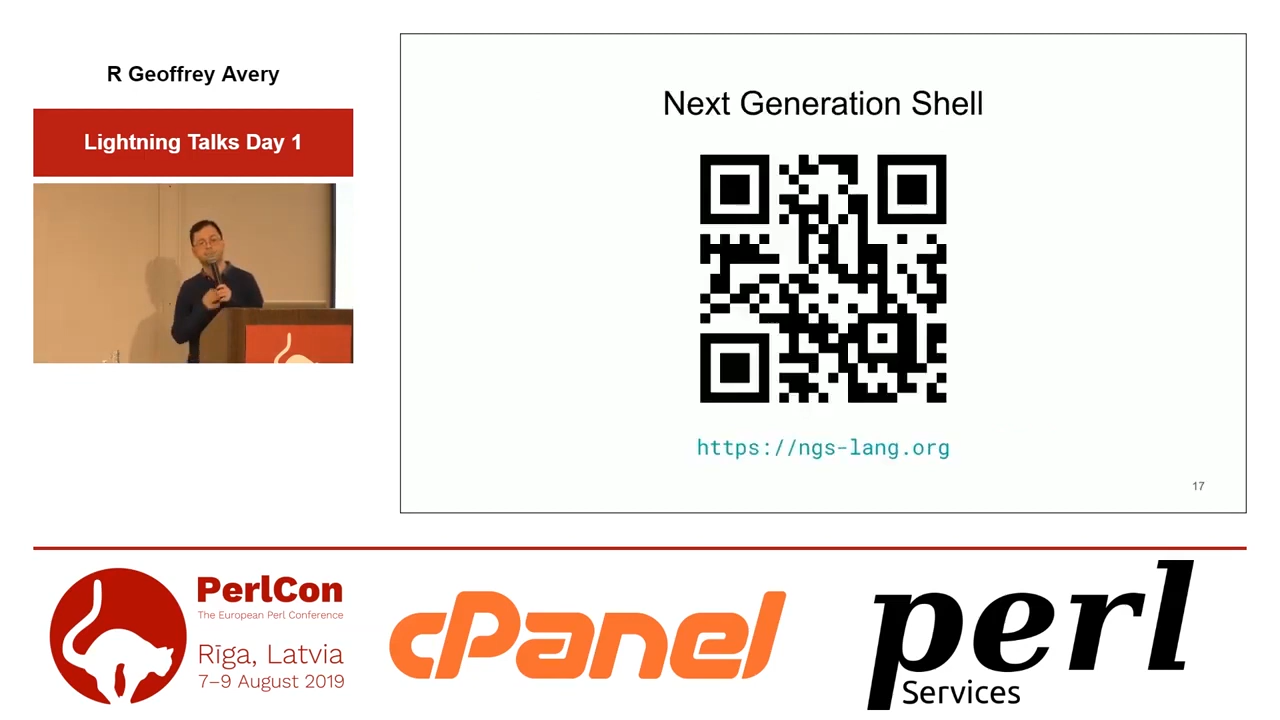 R Geoffrey Avery
Lightning Talks Day 1
Next Generation Shell
https://ngs-lang.org
17
PerlCon
The European Perl Conference
Rīga, Latvia
7–9 August 2019
cPanel
perl
Services